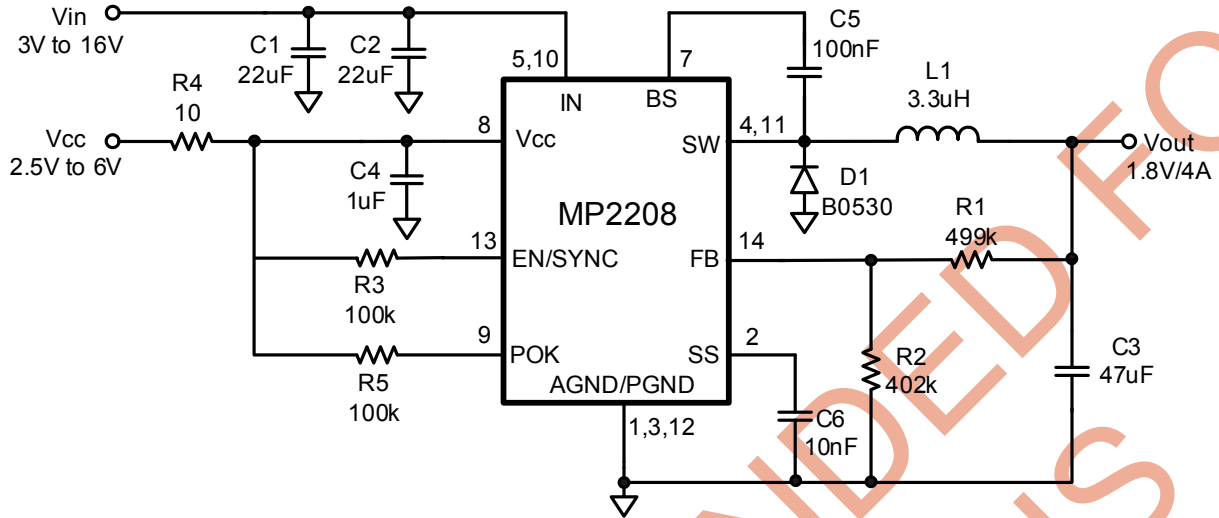 Vin
3V to 16V
C1
22uF
C2
22uF
5,10
7
C5
100nF
R4
10
IN
BS
L1
3.3uH
Vcc
2.5V to 6V
8
Vcc
4,11
SW
Vout
1.8V/4A
C4
1uF
D1
B0530
MP2208
R1
499k
13
EN/SYNC
14
FB
R3
100k
9
POK
2
SS
R2
402k
C3
47uF
R5
100k
AGND/PGND
1,3,12
C6
10nF